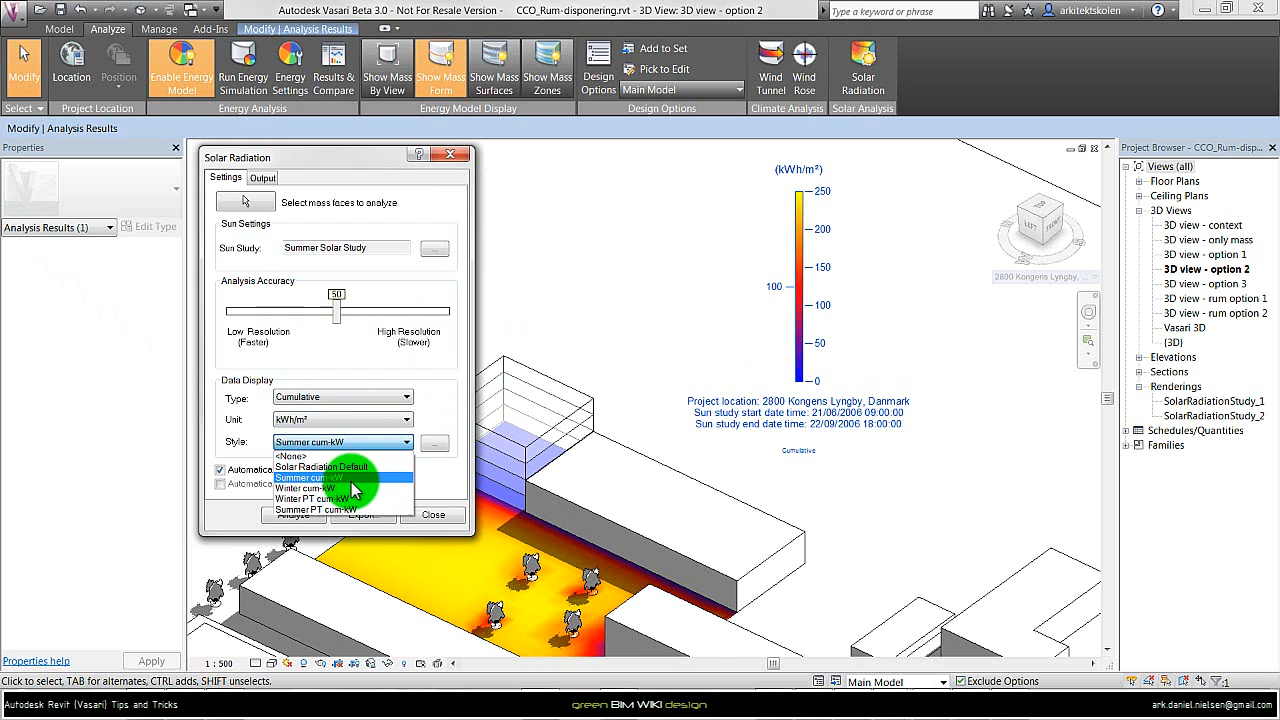 Autodesk Vasari Beta 3.0 - Not For Resale Version - CCO_Rum-disponering.rvt - 3D View: 3D view - option 2
Type a keyword or phrase
arkitektskolen
Model
Analyze
Manage
Add-Ins
Modify | Analysis Results
Modify
Location
Position
Enable Energy Model
Run Energy Simulation
Energy Settings
Results & Compare
Show Mass By View
Show Mass Form
Show Mass Surfaces
Show Mass Zones
Design Options
Add to Set
Pick to Edit
Main Model
Wind Tunnel
Wind Rose
Solar Radiation
Select
Project Location
Energy Analysis
Energy Model Display
Design Options
Climate Analysis
Solar Analysis
Modify | Analysis Results
Properties
Analysis Results (1)
Edit Type
Properties help
Apply
Solar Radiation
Settings
Output
Select mass faces to analyze
Sun Settings
Sun Study:
Summer Solar Study
...
Analysis Accuracy
50
Low Resolution
(Faster)
High Resolution
(Slower)
Data Display
Type:
Cumulative
Unit
kWh/m²
Style:
Summer cum-kW
...
<None>
Solar Radiation Default
Summer cum-kW
Winter cum-kW
Winter PT cum-kW
Summer PT cum-kW
Close
(kWh/m²)
250
200
150
100
100
50
0
Project location: 2800 Kongens Lyngby, Danmark
Sun study start date time: 21/06/2006 09:00:00
Sun study end date time: 22/09/2006 18:00:00
Cumulative
LEFT
FRONT
2800 Kongens Lyngby, ...
Project Browser - CCO_Rum-disp...
Views (all)
Floor Plans
Ceiling Plans
3D Views
3D view - context
3D view - only mass
3D view - option 1
3D view - option 2
3D view - option 3
3D view - rum option 1
3D view - rum option 2
Vasari 3D
{3D}
Elevations
Sections
Renderings
SolarRadiationStudy_1
SolarRadiationStudy_2
Schedules/Quantities
Families
1 : 500
Click to select, TAB for alternates, CTRL adds, SHIFT unselects.
Main Model
Exclude Options
:1
Autodesk Revit (Vasari) Tips and Tricks
green BIM WIKI design
ark.daniel.nielsen@gmail.com